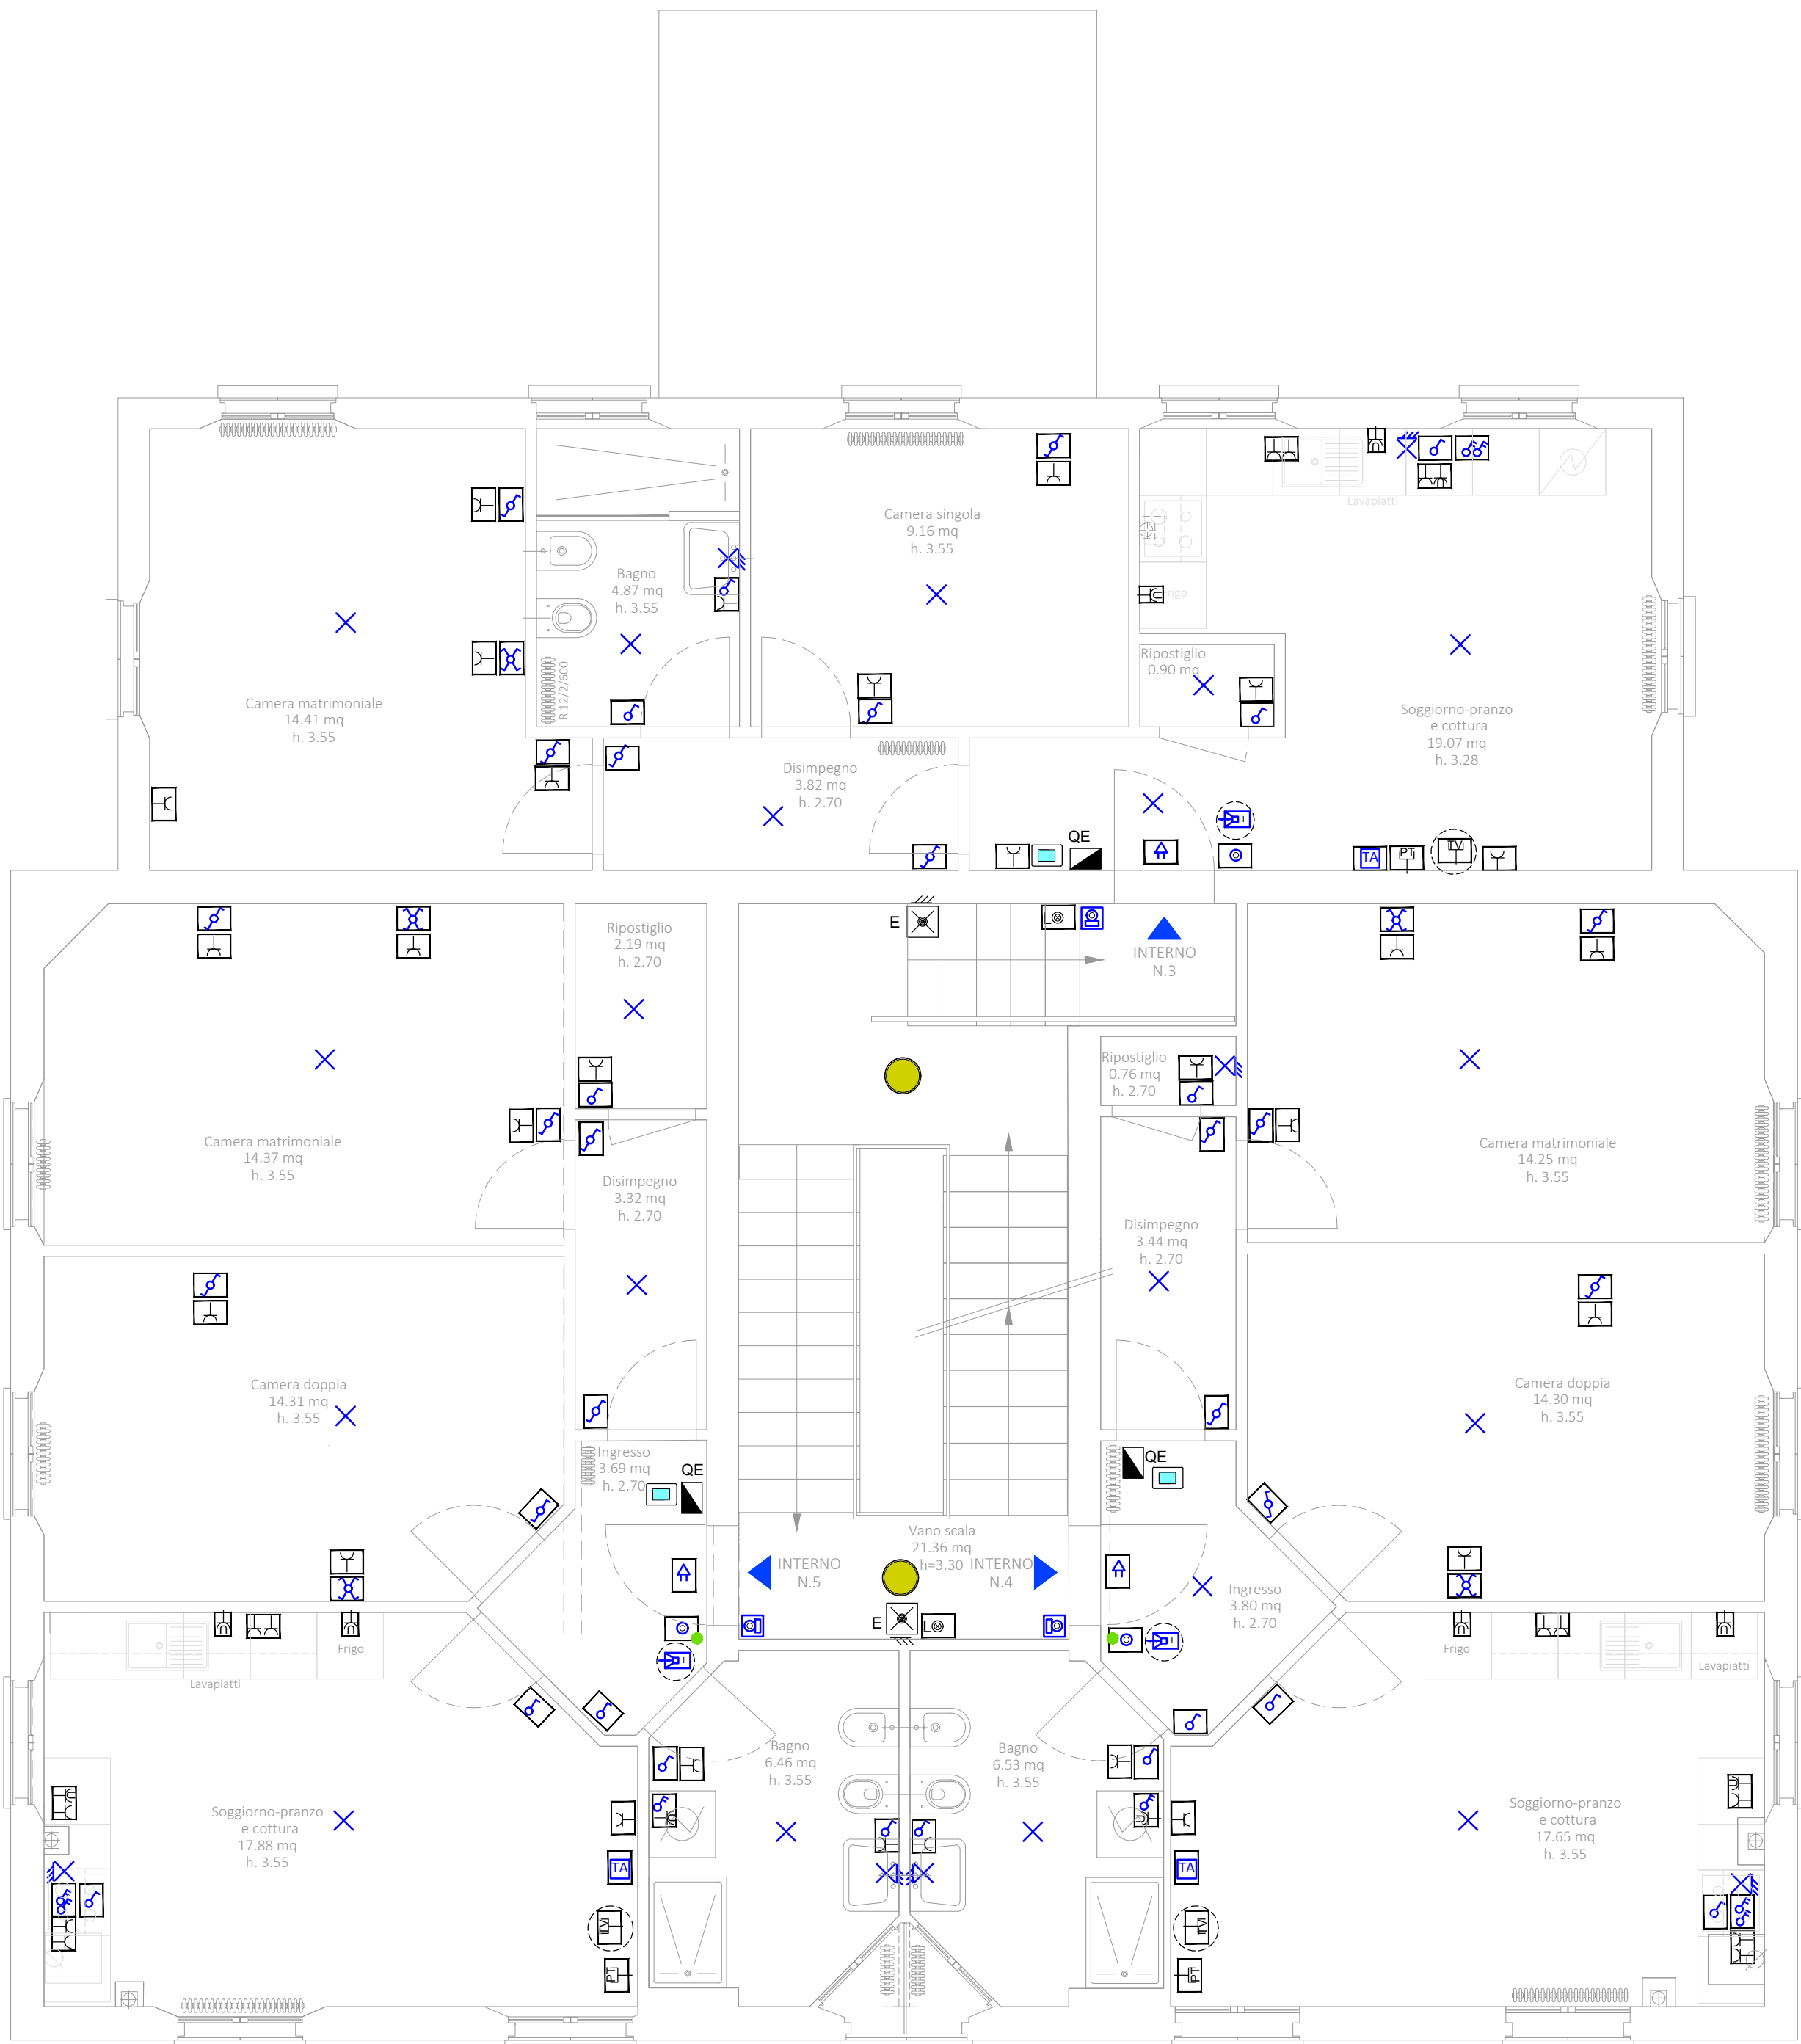 Lavapiatti
Camera singola
9.16 mq
h. 3.55
Bagno
4.87 mq
h. 3.55
Frigo
Ripostiglio
0.90 mq
R 12/2/600
Camera matrimoniale
14.41 mq
h. 3.55
Soggiorno-pranzo
e cottura
19.07 mq
h. 3.28
Disimpegno
3.82 mq
h. 2.70
QE
TA
PT
TV
E
L
INTERNO
N.3
Ripostiglio
2.19 mq
h. 2.70
Ripostiglio
0.76 mq
h. 2.70
Camera matrimoniale
14.37 mq
h. 3.55
Camera matrimoniale
14.25 mq
h. 3.55
Disimpegno
3.32 mq
h. 2.70
Disimpegno
3.44 mq
h. 2.70
Camera doppia
14.31 mq
h. 3.55
Camera doppia
14.30 mq
h. 3.55
Ingresso
3.69 mq
h. 2.70
QE
QE
Vano scala
21.36 mq
h=3.30
INTERNO
N.5
INTERNO
N.4
Ingresso
3.80 mq
h. 2.70
E
L
Frigo
Lavapiatti
Frigo
Lavapiatti
Bagno
6.46 mq
h. 3.55
Bagno
6.53 mq
h. 3.55
Soggiorno-pranzo
e cottura
17.88 mq
h. 3.55
Soggiorno-pranzo
e cottura
17.65 mq
h. 3.55
TA
TA
TV
TV
PT
PT